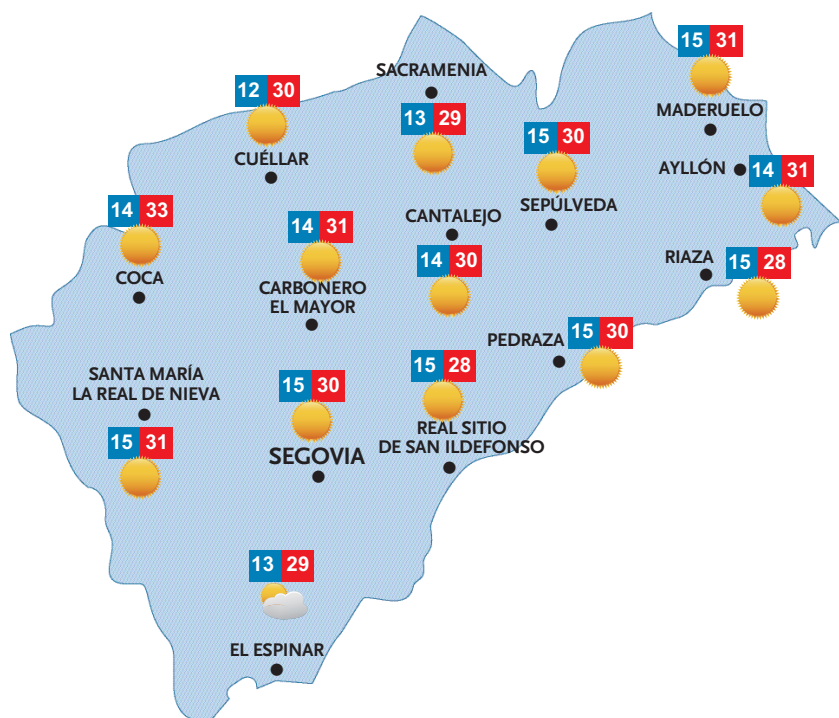 15 31
SACRAMENIA
12 30
MADERUELO
13 29
15 30
CUÉLLAR
AYLLÓN
14 31
14 33
SEPÚLVEDA
CANTALEJO
14 31
RIAZA
15 28
COCA
14 30
CARBONERO
EL MAYOR
15 30
PEDRAZA
15 28
SANTA MARÍA
LA REAL DE NIEVA
15 30
REAL SITIO
DE SAN ILDEFONSO
15 31
SEGOVIA
13 29
EL ESPINAR